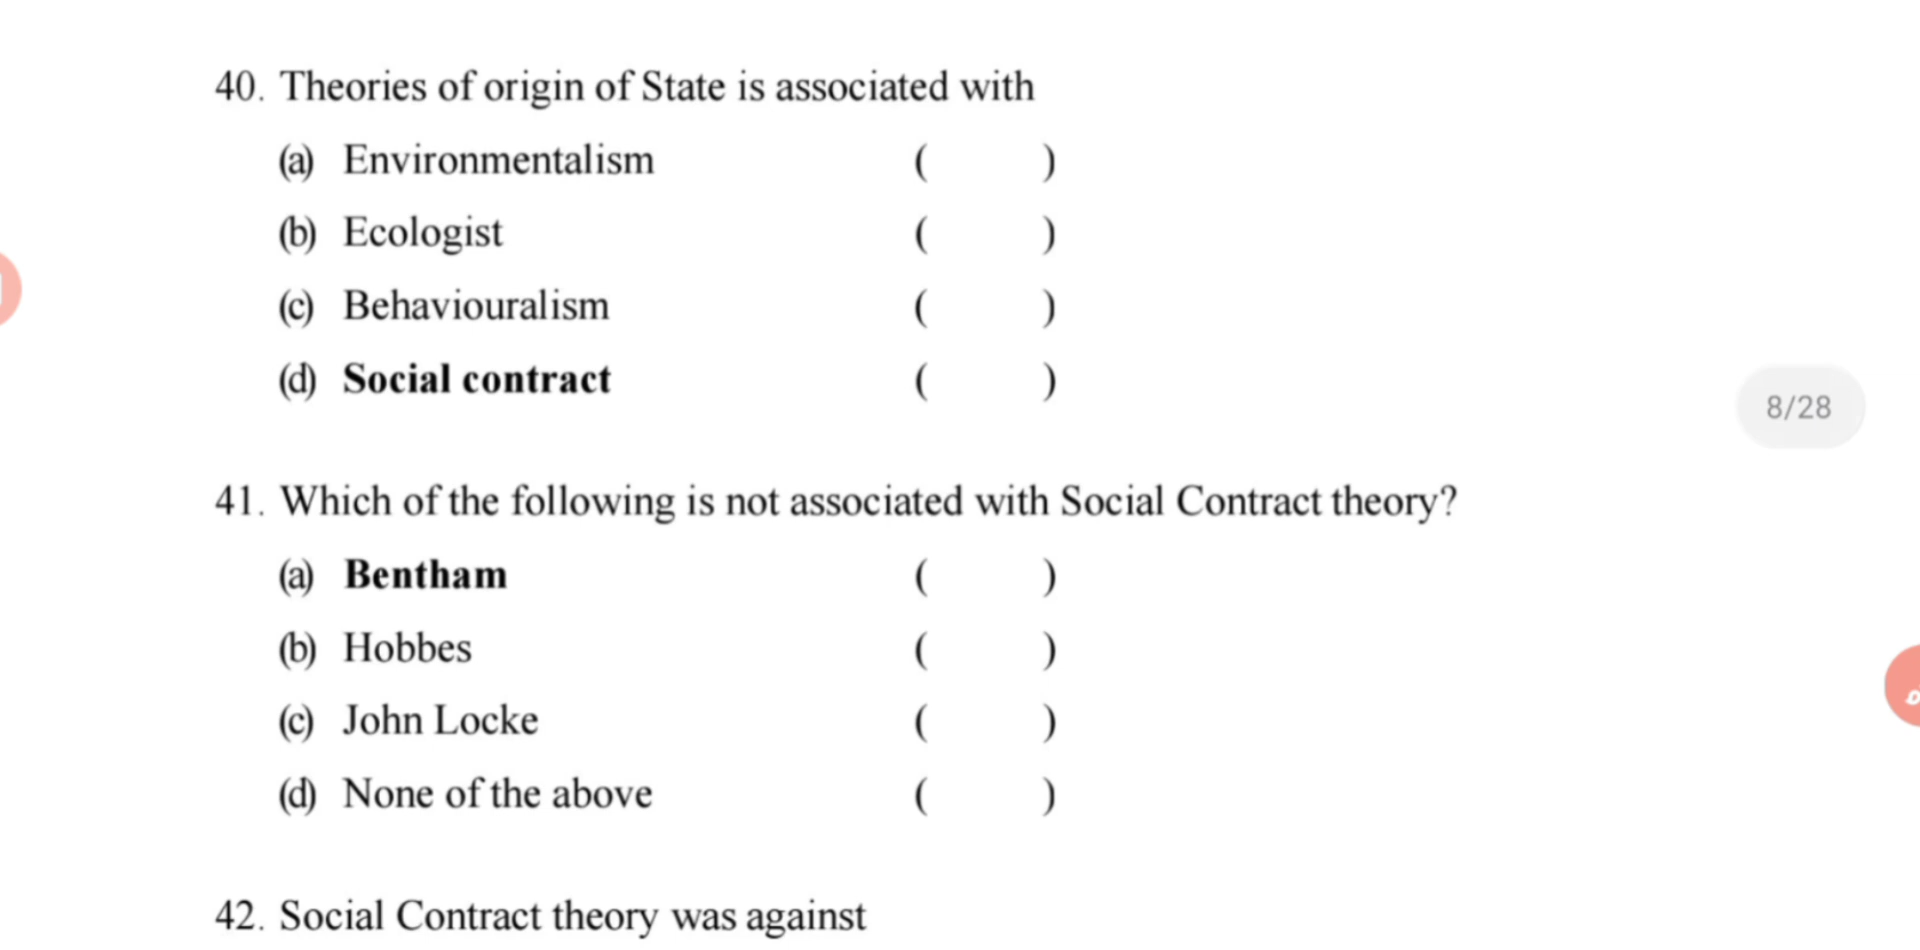 40. Theories of origin of State is associated with
(a) Environmentalism ( )
(b) Ecologist ( )
(c) Behaviouralism ( )
(d) Social contract ( )
8/28
41. Which of the following is not associated with Social Contract theory?
(a) Bentham ( )
(b) Hobbes ( )
(c) John Locke ( )
(d) None of the above ( )
42. Social Contract theory was against